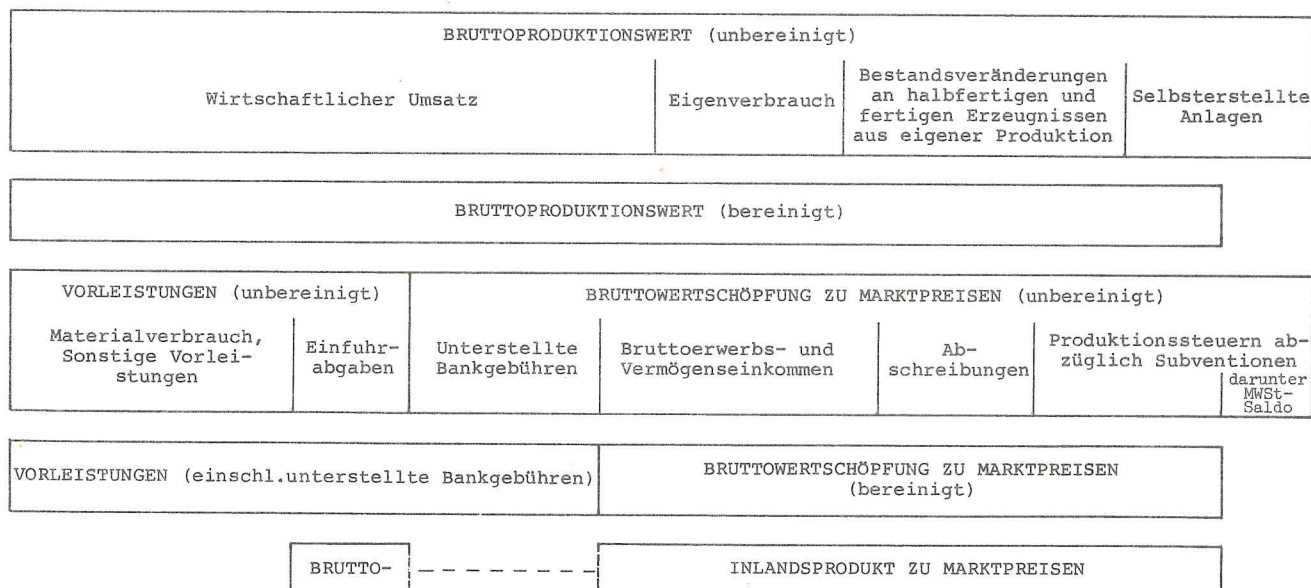 BRUTTOPRODUKTIONSWERT (unbereinigt)
Wirtschaftlicher Umsatz
Eigenverbrauch
Bestandsveränderungen
an halbfertigen und
fertigen Erzeugnissen
aus eigener Produktion
Selbsterstellte
Anlagen
BRUTTOPRODUKTIONSWERT (bereinigt)
VORLEISTUNGEN (unbereinigt)
BRUTTOWERTSCHÖPFUNG ZU MARKTPREISEN (unbereinigt)
Materialverbrauch,
Sonstige Vorlei-
stungen
Einfuhr-
abgaben
Unterstellte
Bankgebühren
Bruttoerwerbs- und
Vermögenseinkommen
Ab-
schreibungen
Produktionssteuern ab-
züglich Subventionen
darunter
MWSt-
Saldo
VORLEISTUNGEN (einschl.unterstellte Bankgebühren)
BRUTTOWERTSCHÖPFUNG ZU MARKTPREISEN
(bereinigt)
BRUTTO-
INLANDSPRODUKT ZU MARKTPREISEN